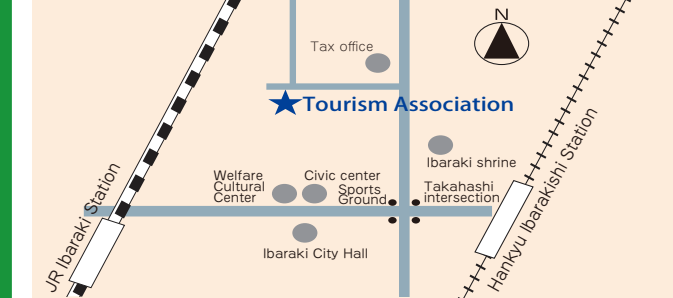 N
Tax office
Tourism Association
Ibaraki shrine
Welfare
Cultural
Center
Civic center
Sports
Ground
Takahashi
intersection
Ibaraki City Hall
JR Ibaraki Station
Hankyu Ibarakishi Station